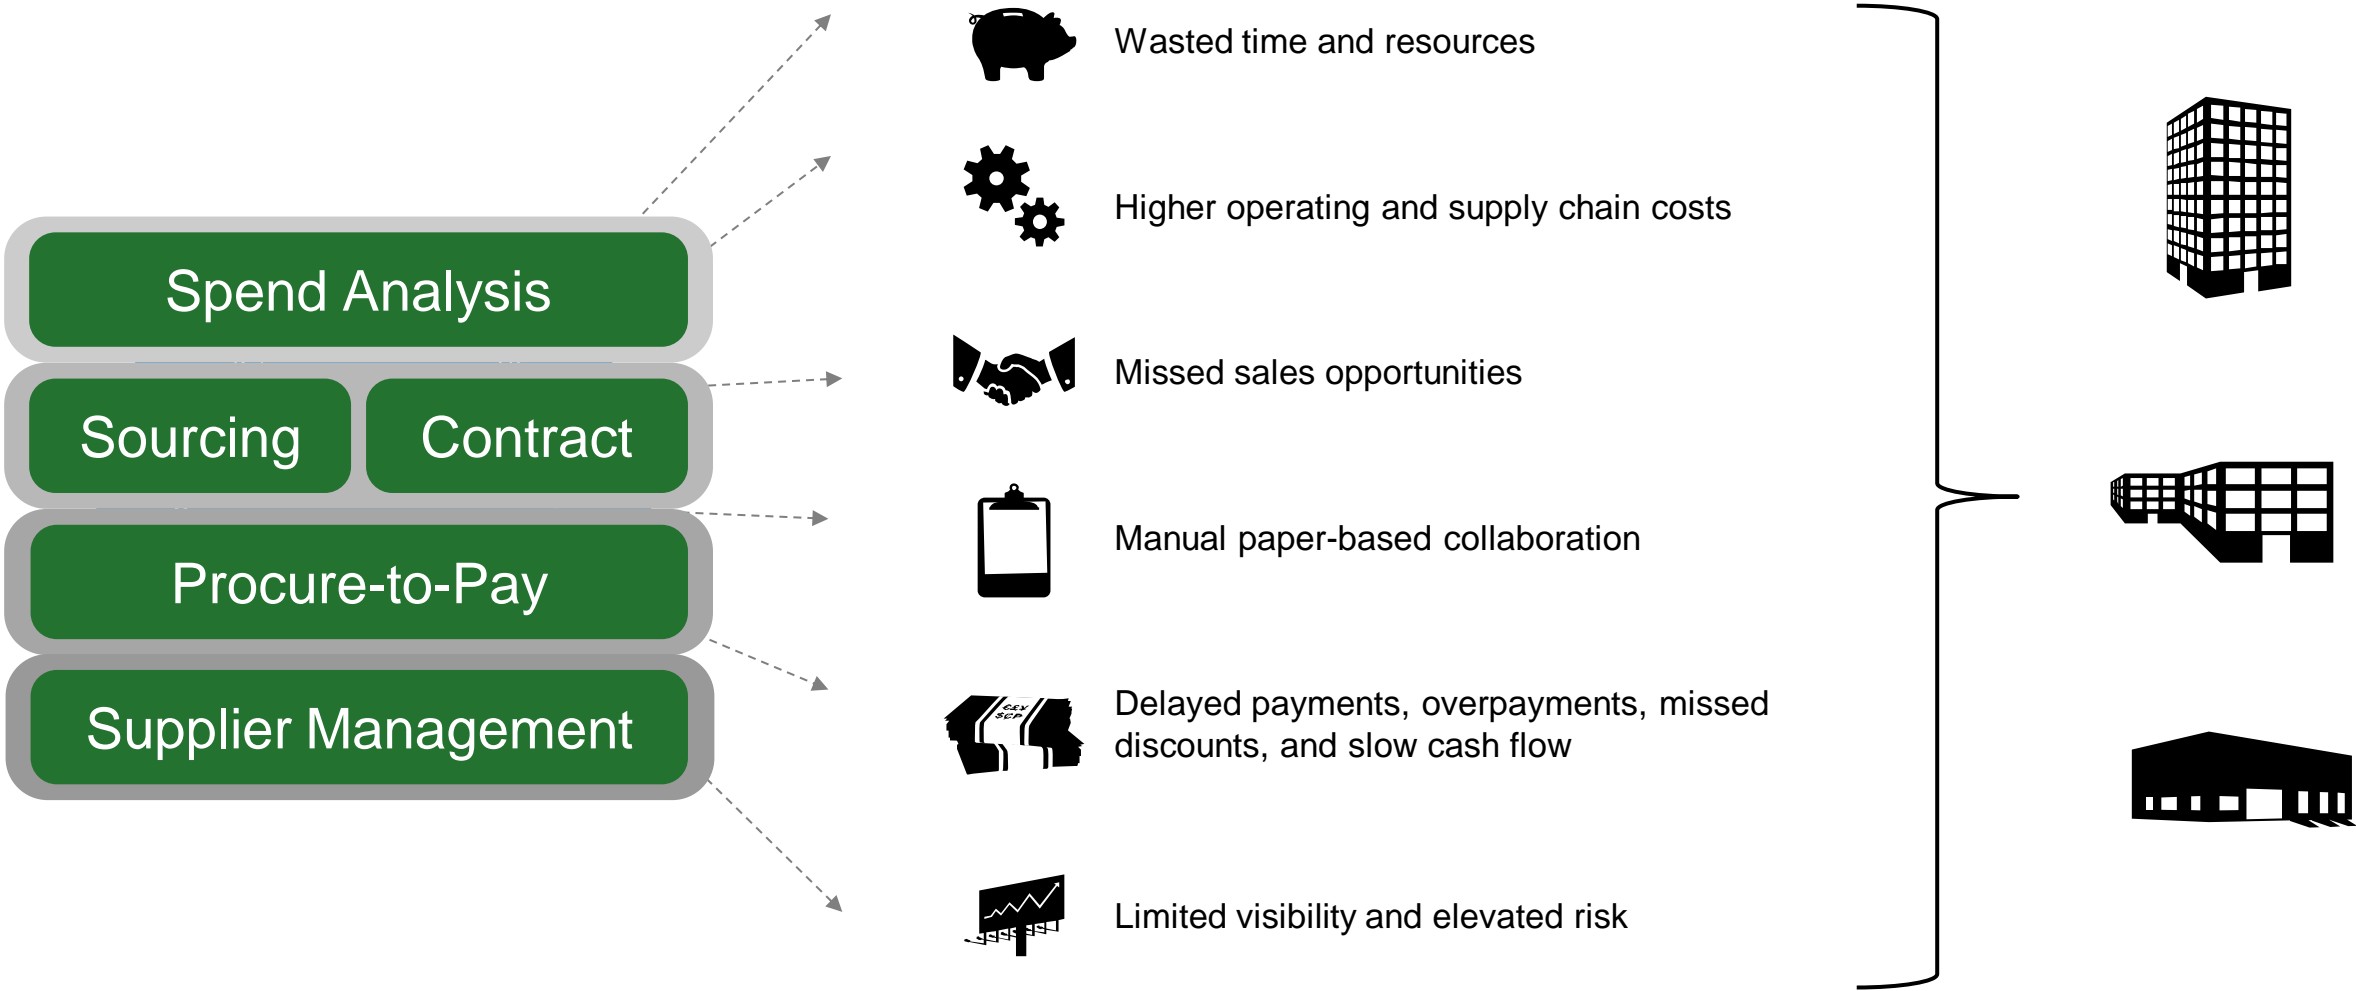 Spend Analysis
Sourcing
Contract
Procure-to-Pay
Supplier Management
Wasted time and resources
Higher operating and supply chain costs
Missed sales opportunities
Manual paper-based collaboration
Delayed payments, overpayments, missed
discounts, and slow cash flow
Limited visibility and elevated risk